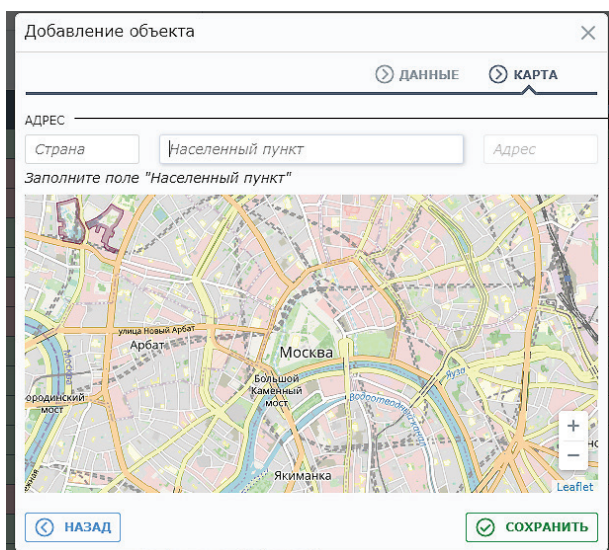 Добавление объекта
ДАННЫЕ
КАРТА
АДРЕС
Страна
Населенный пункт
Адрес
Заполните поле "Населенный пункт"
улица Новый Арбат
Арбат
Москва
Большой
Каменный
мост
Яуза
Водоотводный
мост
Якиманка
+
−
Leaflet
НАЗАД
СОХРАНИТЬ